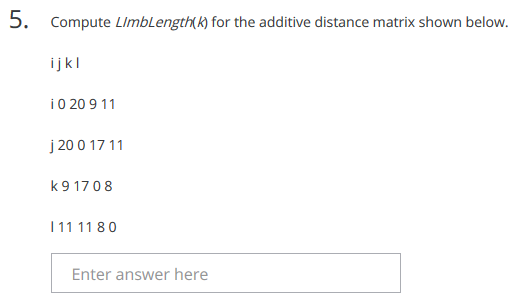 5. Compute LImbLength(k) for the additive distance matrix shown below.
i j k l
i 0 20 9 11
j 20 0 17 11
k 9 17 0 8
l 11 11 8 0
Enter answer here